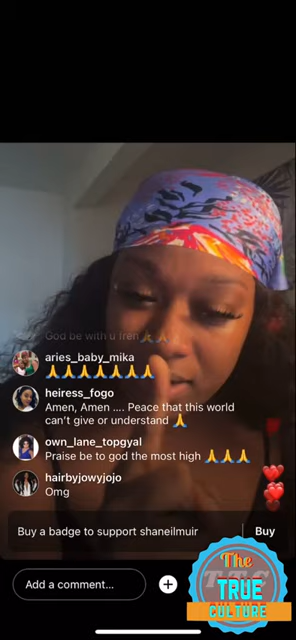 God be with u fren 🙏🙏🙏
aries_baby_mika
🙏🙏🙏🙏🙏🙏
heiress_fogo
Amen, Amen .... Peace that this world
can't give or understand 🙏
own_lane_topgyal
Praise be to god the most high 🙏🙏🙏
hairbyjowyjojo
Omg
Buy a badge to support shaneilmuir
Buy
Add a comment...
The
TRUE
CULTURE